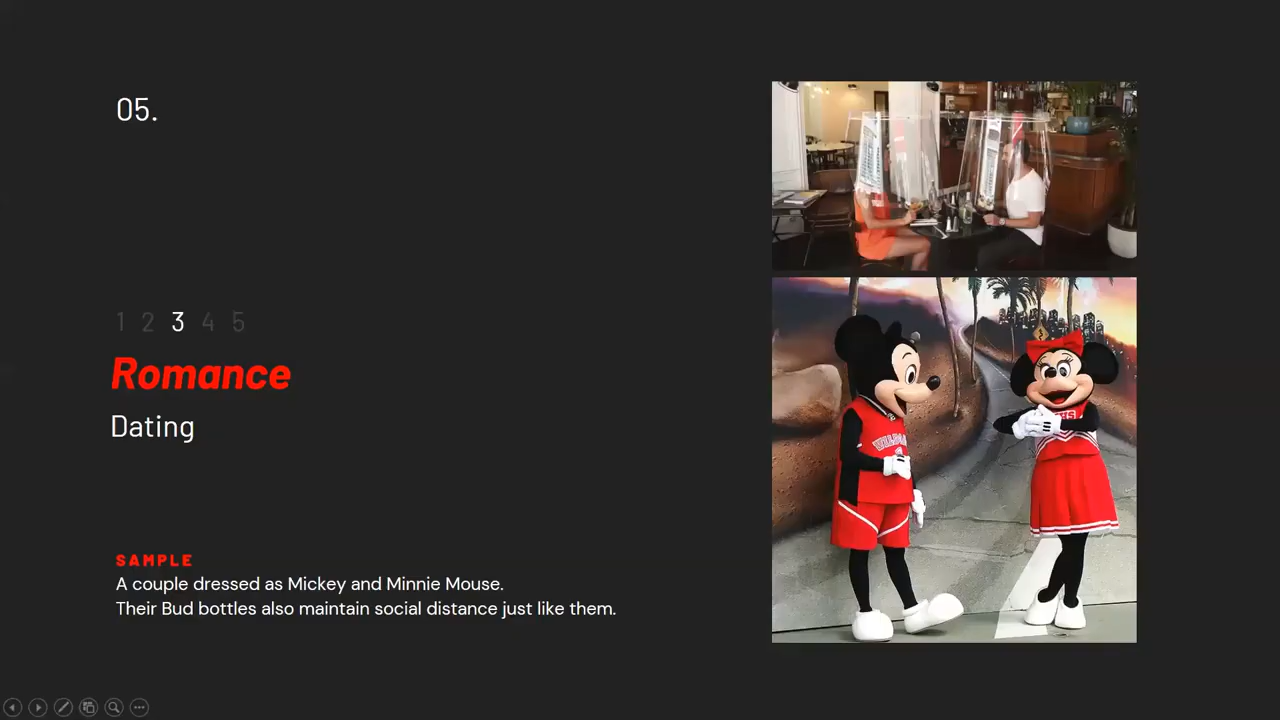 05.
1 2 3 4 5
Romance
Dating
SAMPLE
A couple dressed as Mickey and Minnie Mouse.
Their Bud bottles also maintain social distance just like them.